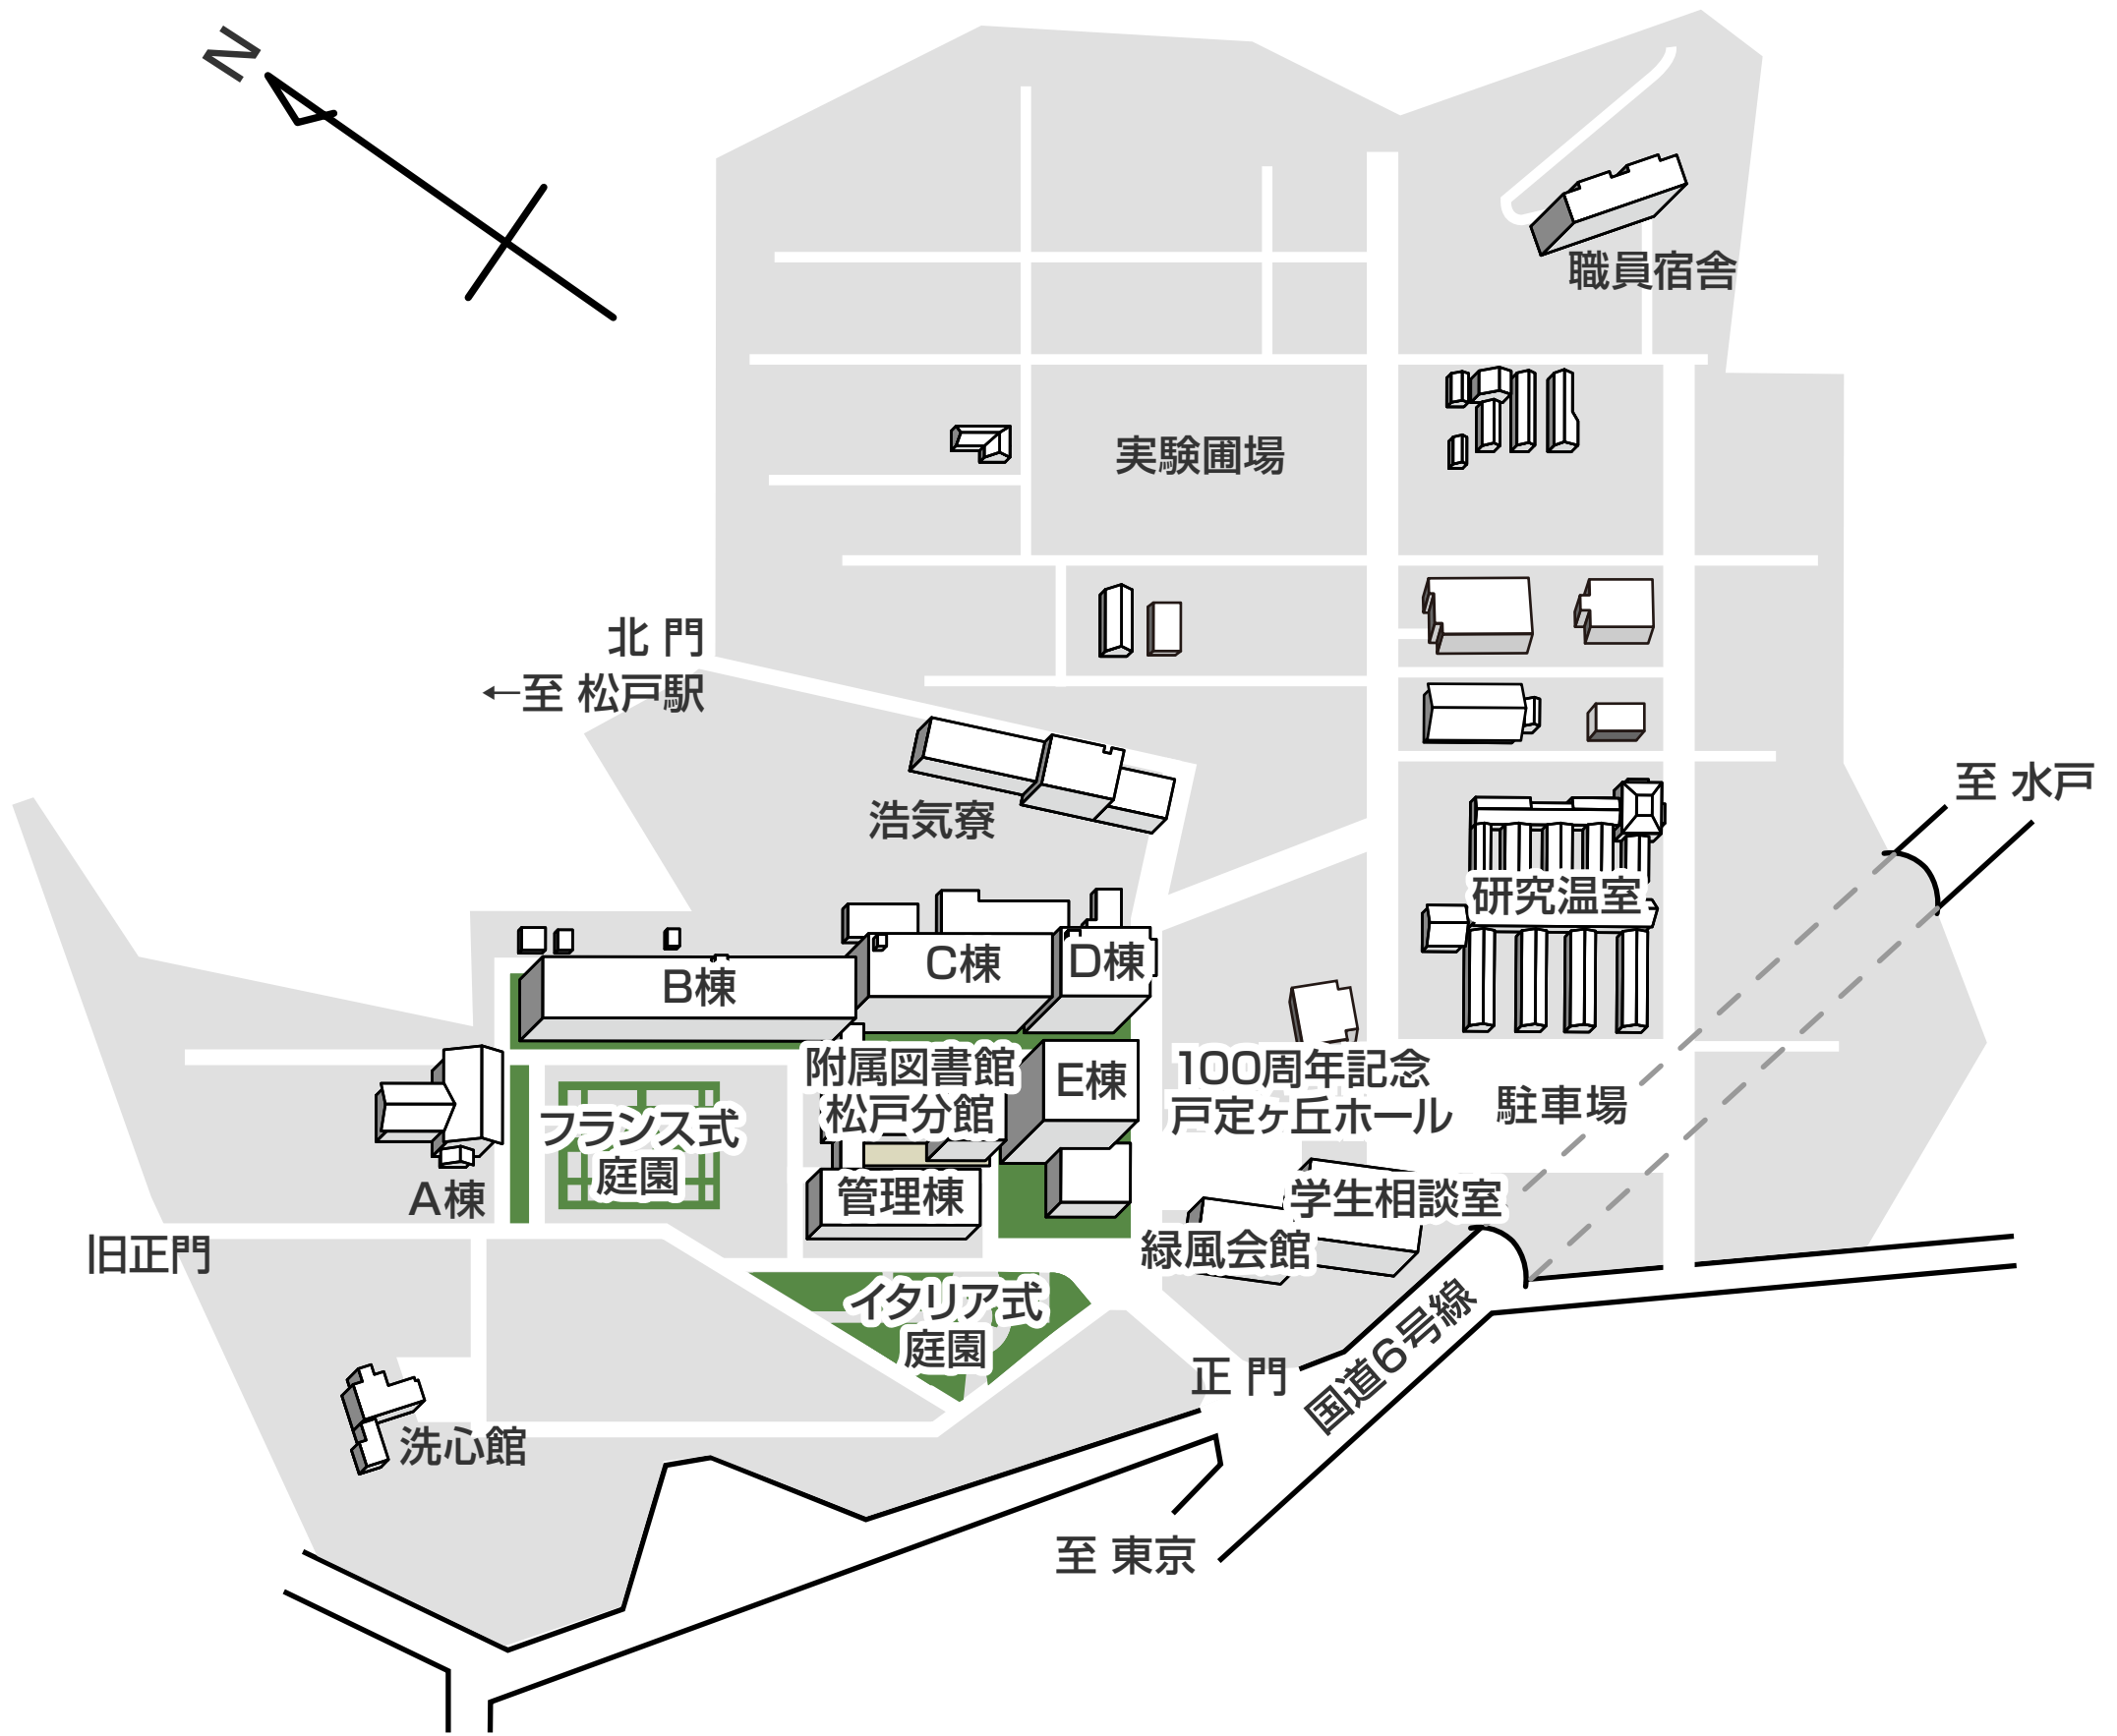 N
職員宿舎
実験圃場
北門
←至 松戸駅
至 水戸
浩気寮
研究温室
B棟
C棟
D棟
附属図書館
松戸分館
E棟
100周年記念
戸定ヶ丘ホール
駐車場
フランス式
庭園
A棟
管理棟
学生相談室
旧正門
緑風会館
イタリア式
庭園
正門
国道6号線
洗心館
至 東京